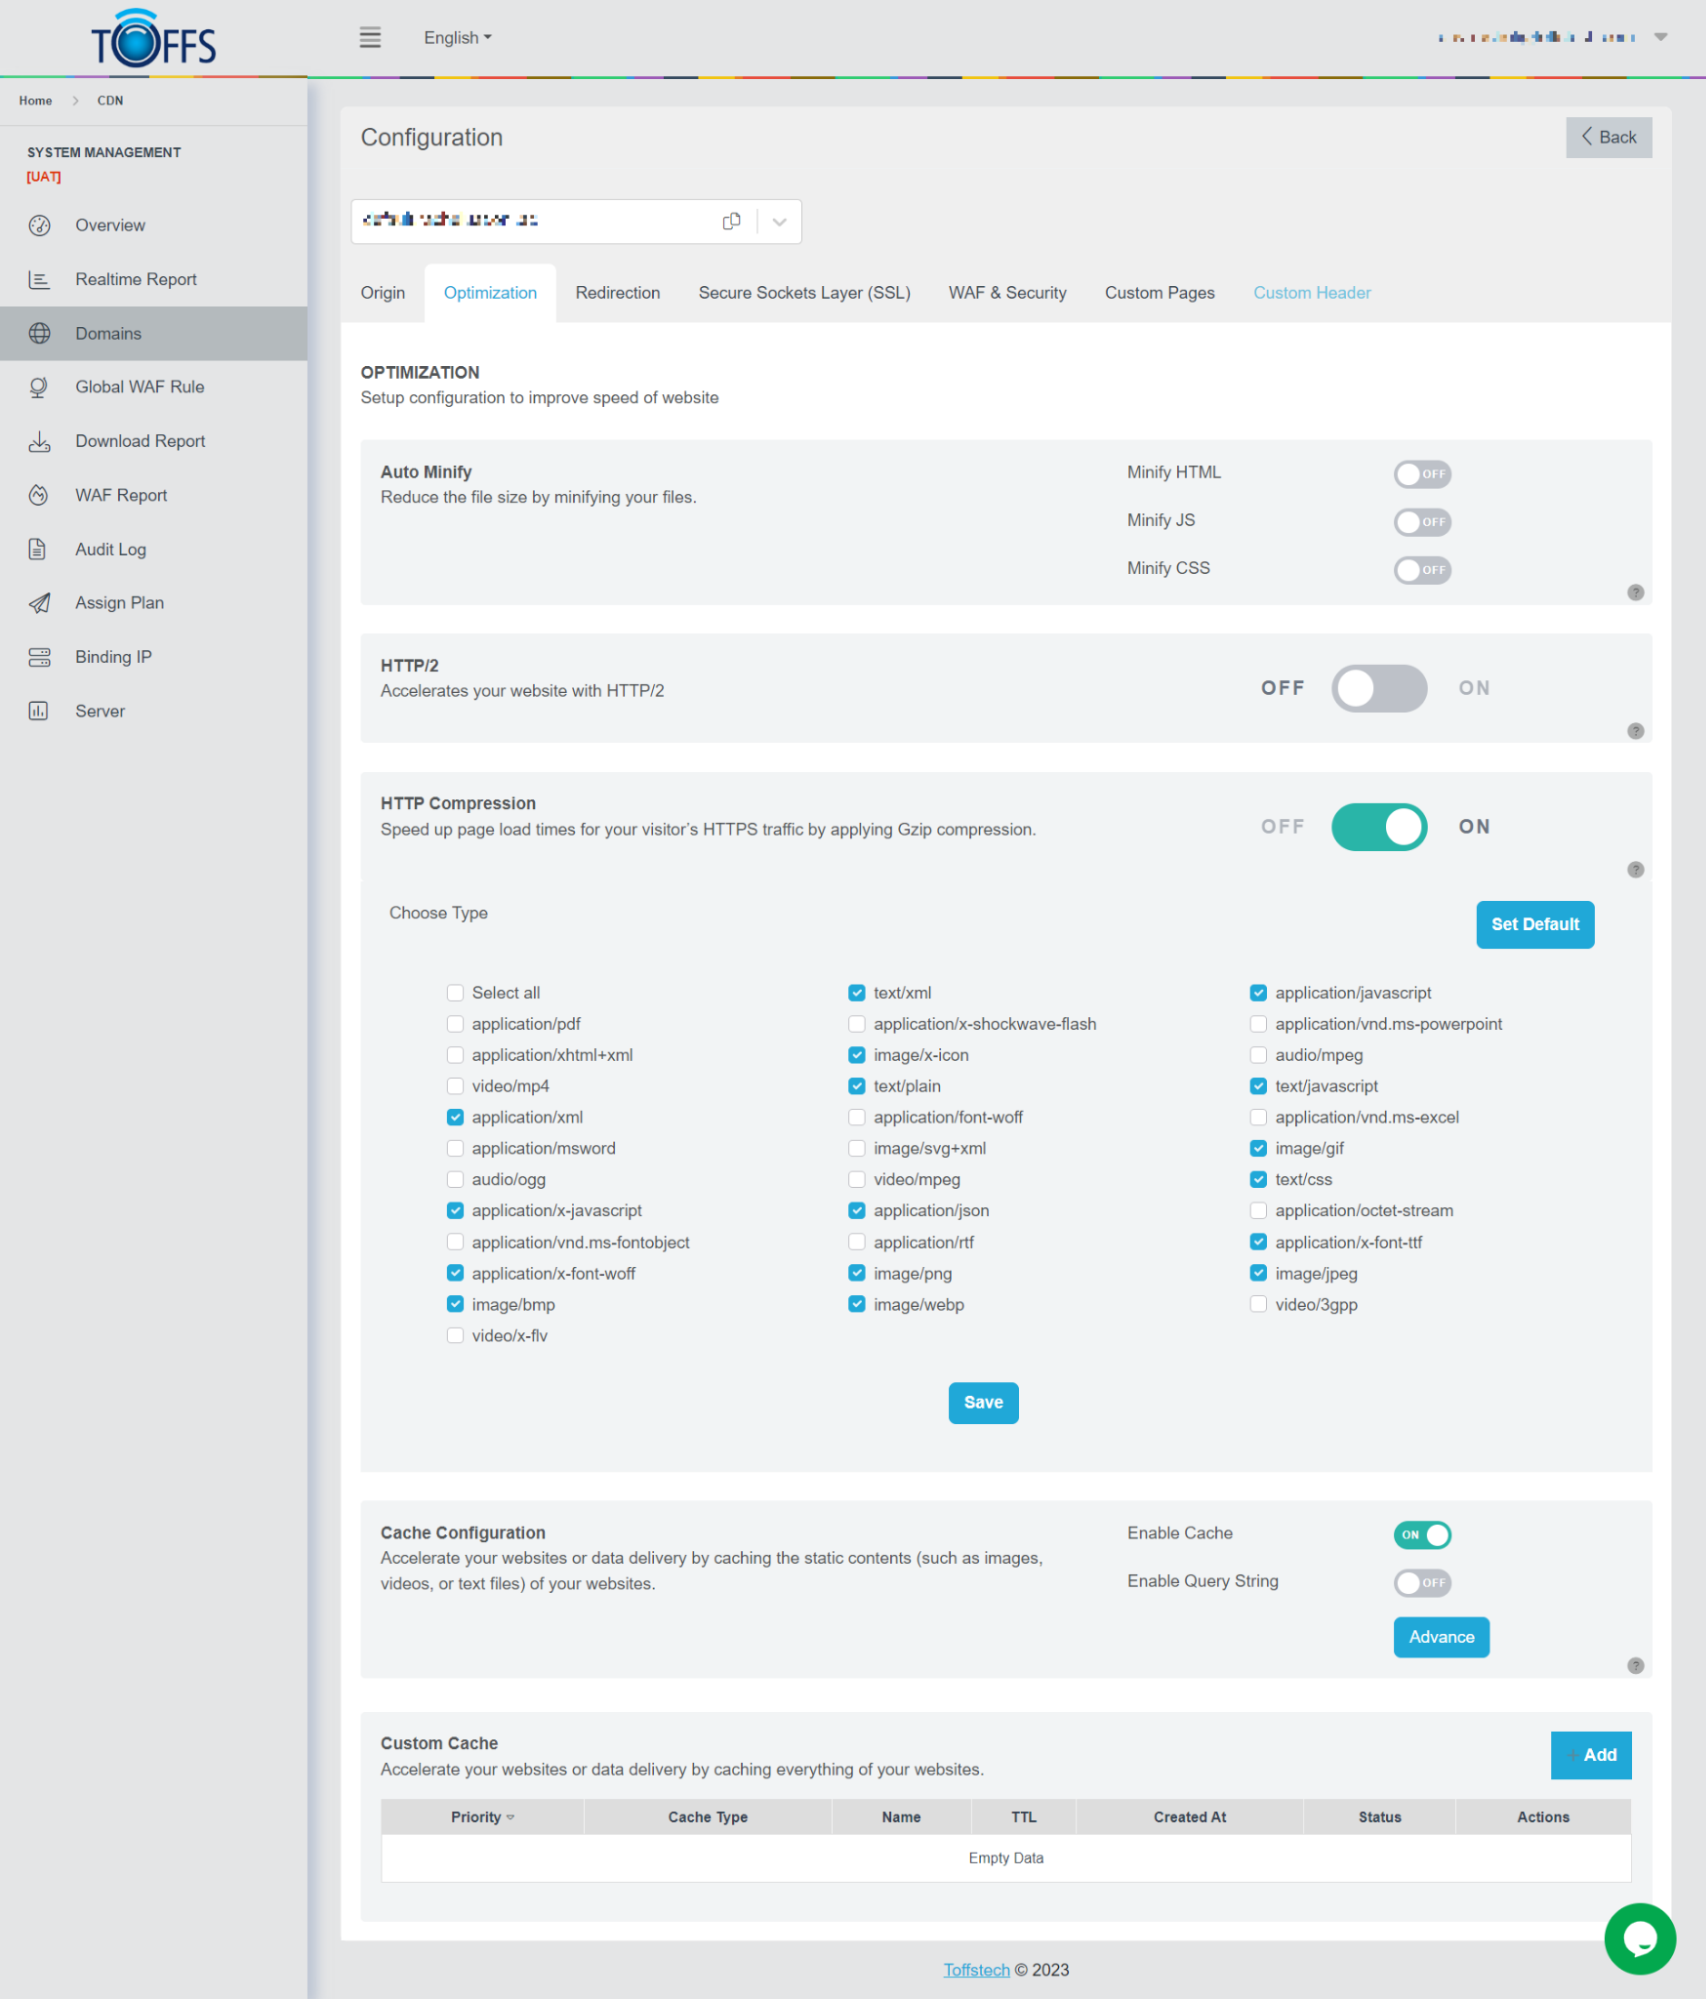 TOFFS
English
Home > CDN
SYSTEM MANAGEMENT
[UAT]
Overview
Realtime Report
Domains
Global WAF Rule
Download Report
WAF Report
Audit Log
Assign Plan
Binding IP
Server
Configuration
Back
Origin Optimization Redirection Secure Sockets Layer (SSL) WAF & Security Custom Pages Custom Header
OPTIMIZATION
Setup configuration to improve speed of website
Auto Minify
Reduce the file size by minifying your files.
Minify HTML OFF
Minify JS OFF
Minify CSS OFF
?
HTTP/2
Accelerates your website with HTTP/2
OFF ON
?
HTTP Compression
Speed up page load times for your visitor's HTTPS traffic by applying Gzip compression.
OFF ON
?
Choose Type
Set Default
Select all text/xml application/javascript
application/pdf application/x-shockwave-flash application/vnd.ms-powerpoint
application/xhtml+xml image/x-icon audio/mpeg
video/mp4 text/plain text/javascript
application/xml application/font-woff application/vnd.ms-excel
application/msword image/svg+xml image/gif
audio/ogg video/mpeg text/css
application/x-javascript application/json application/octet-stream
application/vnd.ms-fontobject application/rtf application/x-font-ttf
application/x-font-woff image/png image/jpeg
image/bmp image/webp video/3gpp
video/x-flv
Save
Cache Configuration
Accelerate your websites or data delivery by caching the static contents (such as images,
videos, or text files) of your websites.
Enable Cache ON
Enable Query String OFF
Advance
?
Custom Cache
Accelerate your websites or data delivery by caching everything of your websites.
+ Add
Priority Cache Type Name TTL Created At Status Actions
Empty Data
Toffstech © 2023